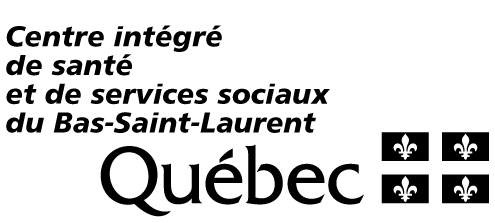 Centre intégré
de santé
et de services sociaux
du Bas-Saint-Laurent
Québec